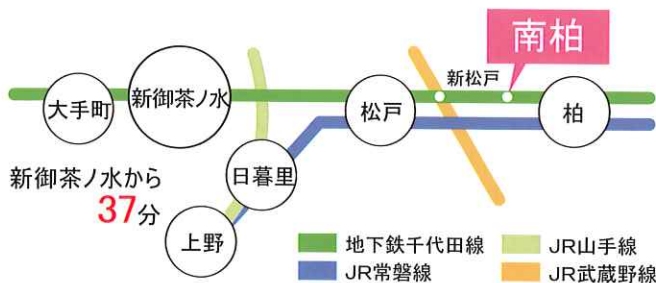 南柏
新松戸
大手町
新御茶ノ水
松戸
柏
日暮里
上野
新御茶ノ水から
37分
地下鉄千代田線
JR山手線
JR常磐線
JR武蔵野線